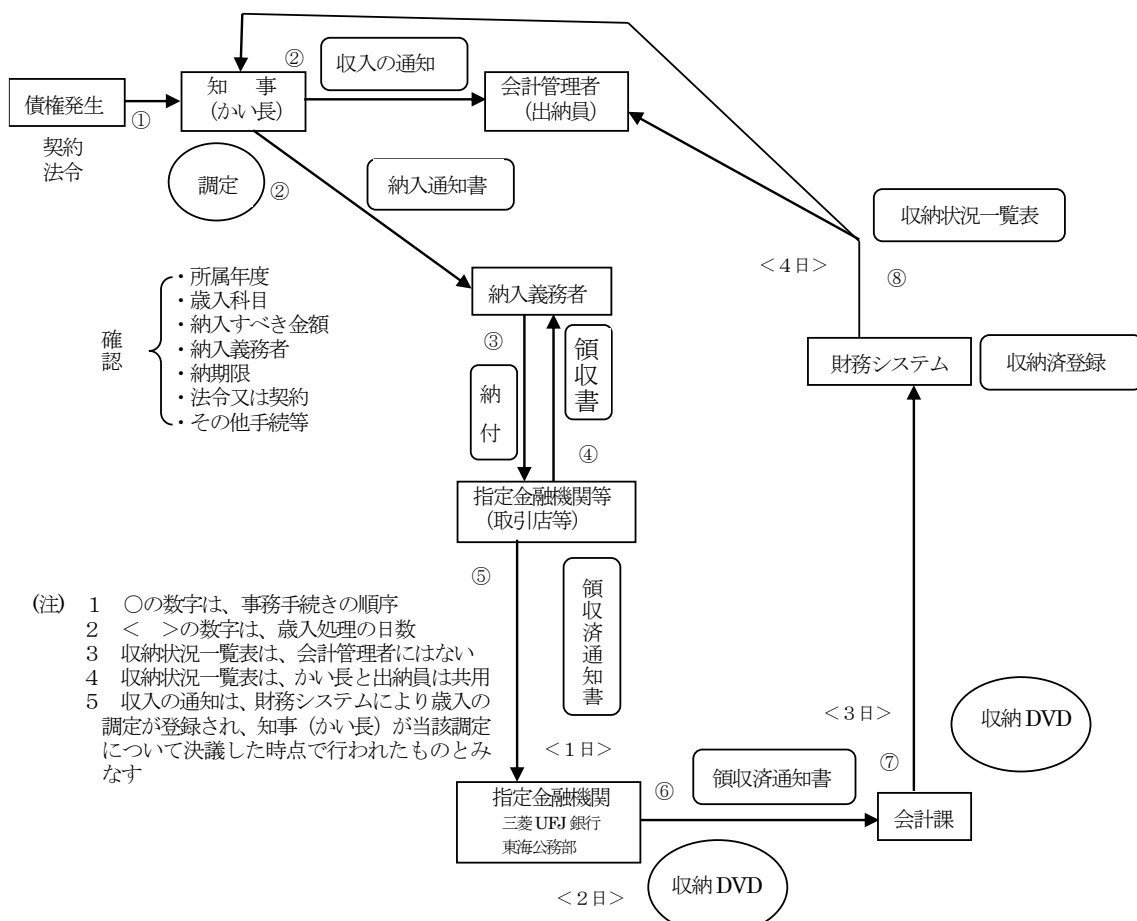 ②
収入の通知
債権発生
①
契約
法令
知　事
（かい長）
会計管理者
（出納員）
調定
②
納入通知書
収納状況一覧表
＜４日＞
⑧
確認
・所属年度
・歳入科目
・納入すべき金額
・納入義務者
・納期限
・法令又は契約
・その他手続等
納入義務者
③
納付
領収書
④
財務システム
収納済登録
指定金融機関等
（取引店等）
⑤
領収済通知書
(注)　１　○の数字は、事務手続きの順序
２　＜　＞の数字は、歳入処理の日数
３　収納状況一覧表は、会計管理者にはない
４　収納状況一覧表は、かい長と出納員は共用
５　収入の通知は、財務システムにより歳入の
調定が登録され、知事（かい長）が当該調定
について決議した時点で行われたものとみ
なす
＜１日＞
＜３日＞
収納 DVD
指定金融機関
三菱 UFJ 銀行
東海公務部
⑥
領収済通知書
⑦
会計課
＜２日＞
収納 DVD